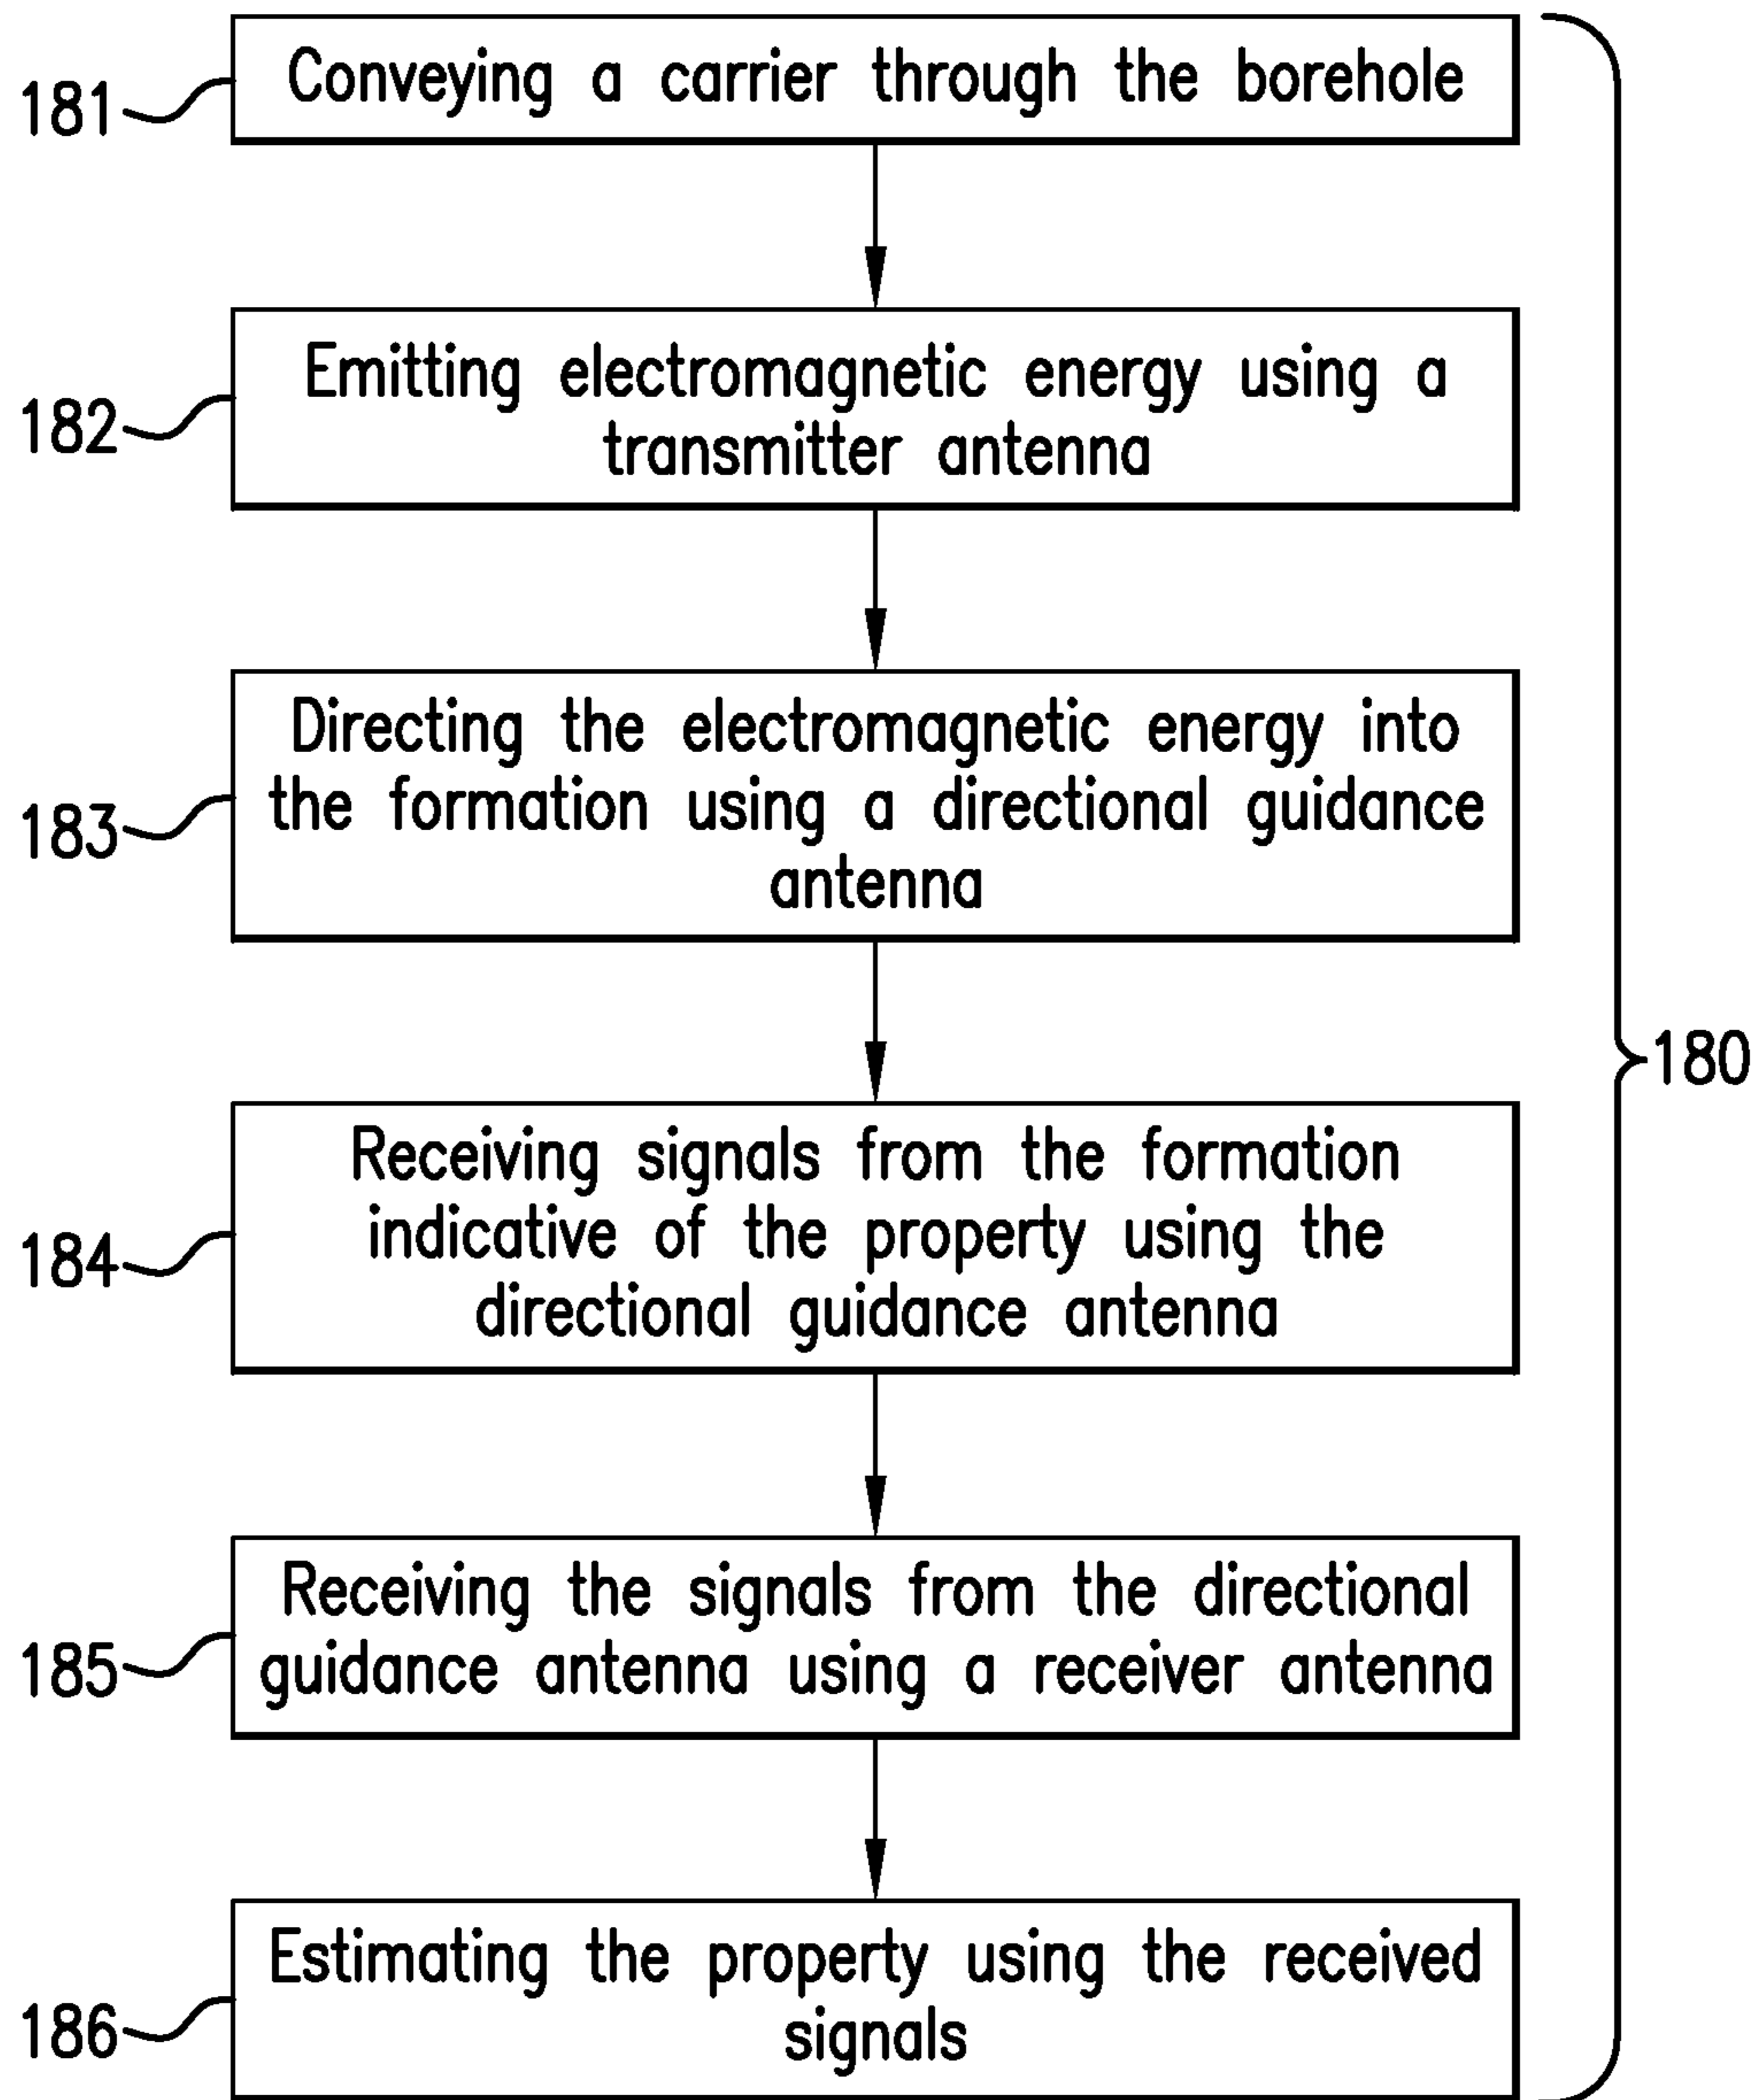 181
Conveying a carrier through the borehole
182
Emitting electromagnetic energy using a
transmitter antenna
183
Directing the electromagnetic energy into
the formation using a directional guidance
antenna
180
184
Receiving signals from the formation
indicative of the property using the
directional guidance antenna
185
Receiving the signals from the directional
guidance antenna using a receiver antenna
186
Estimating the property using the received
signals